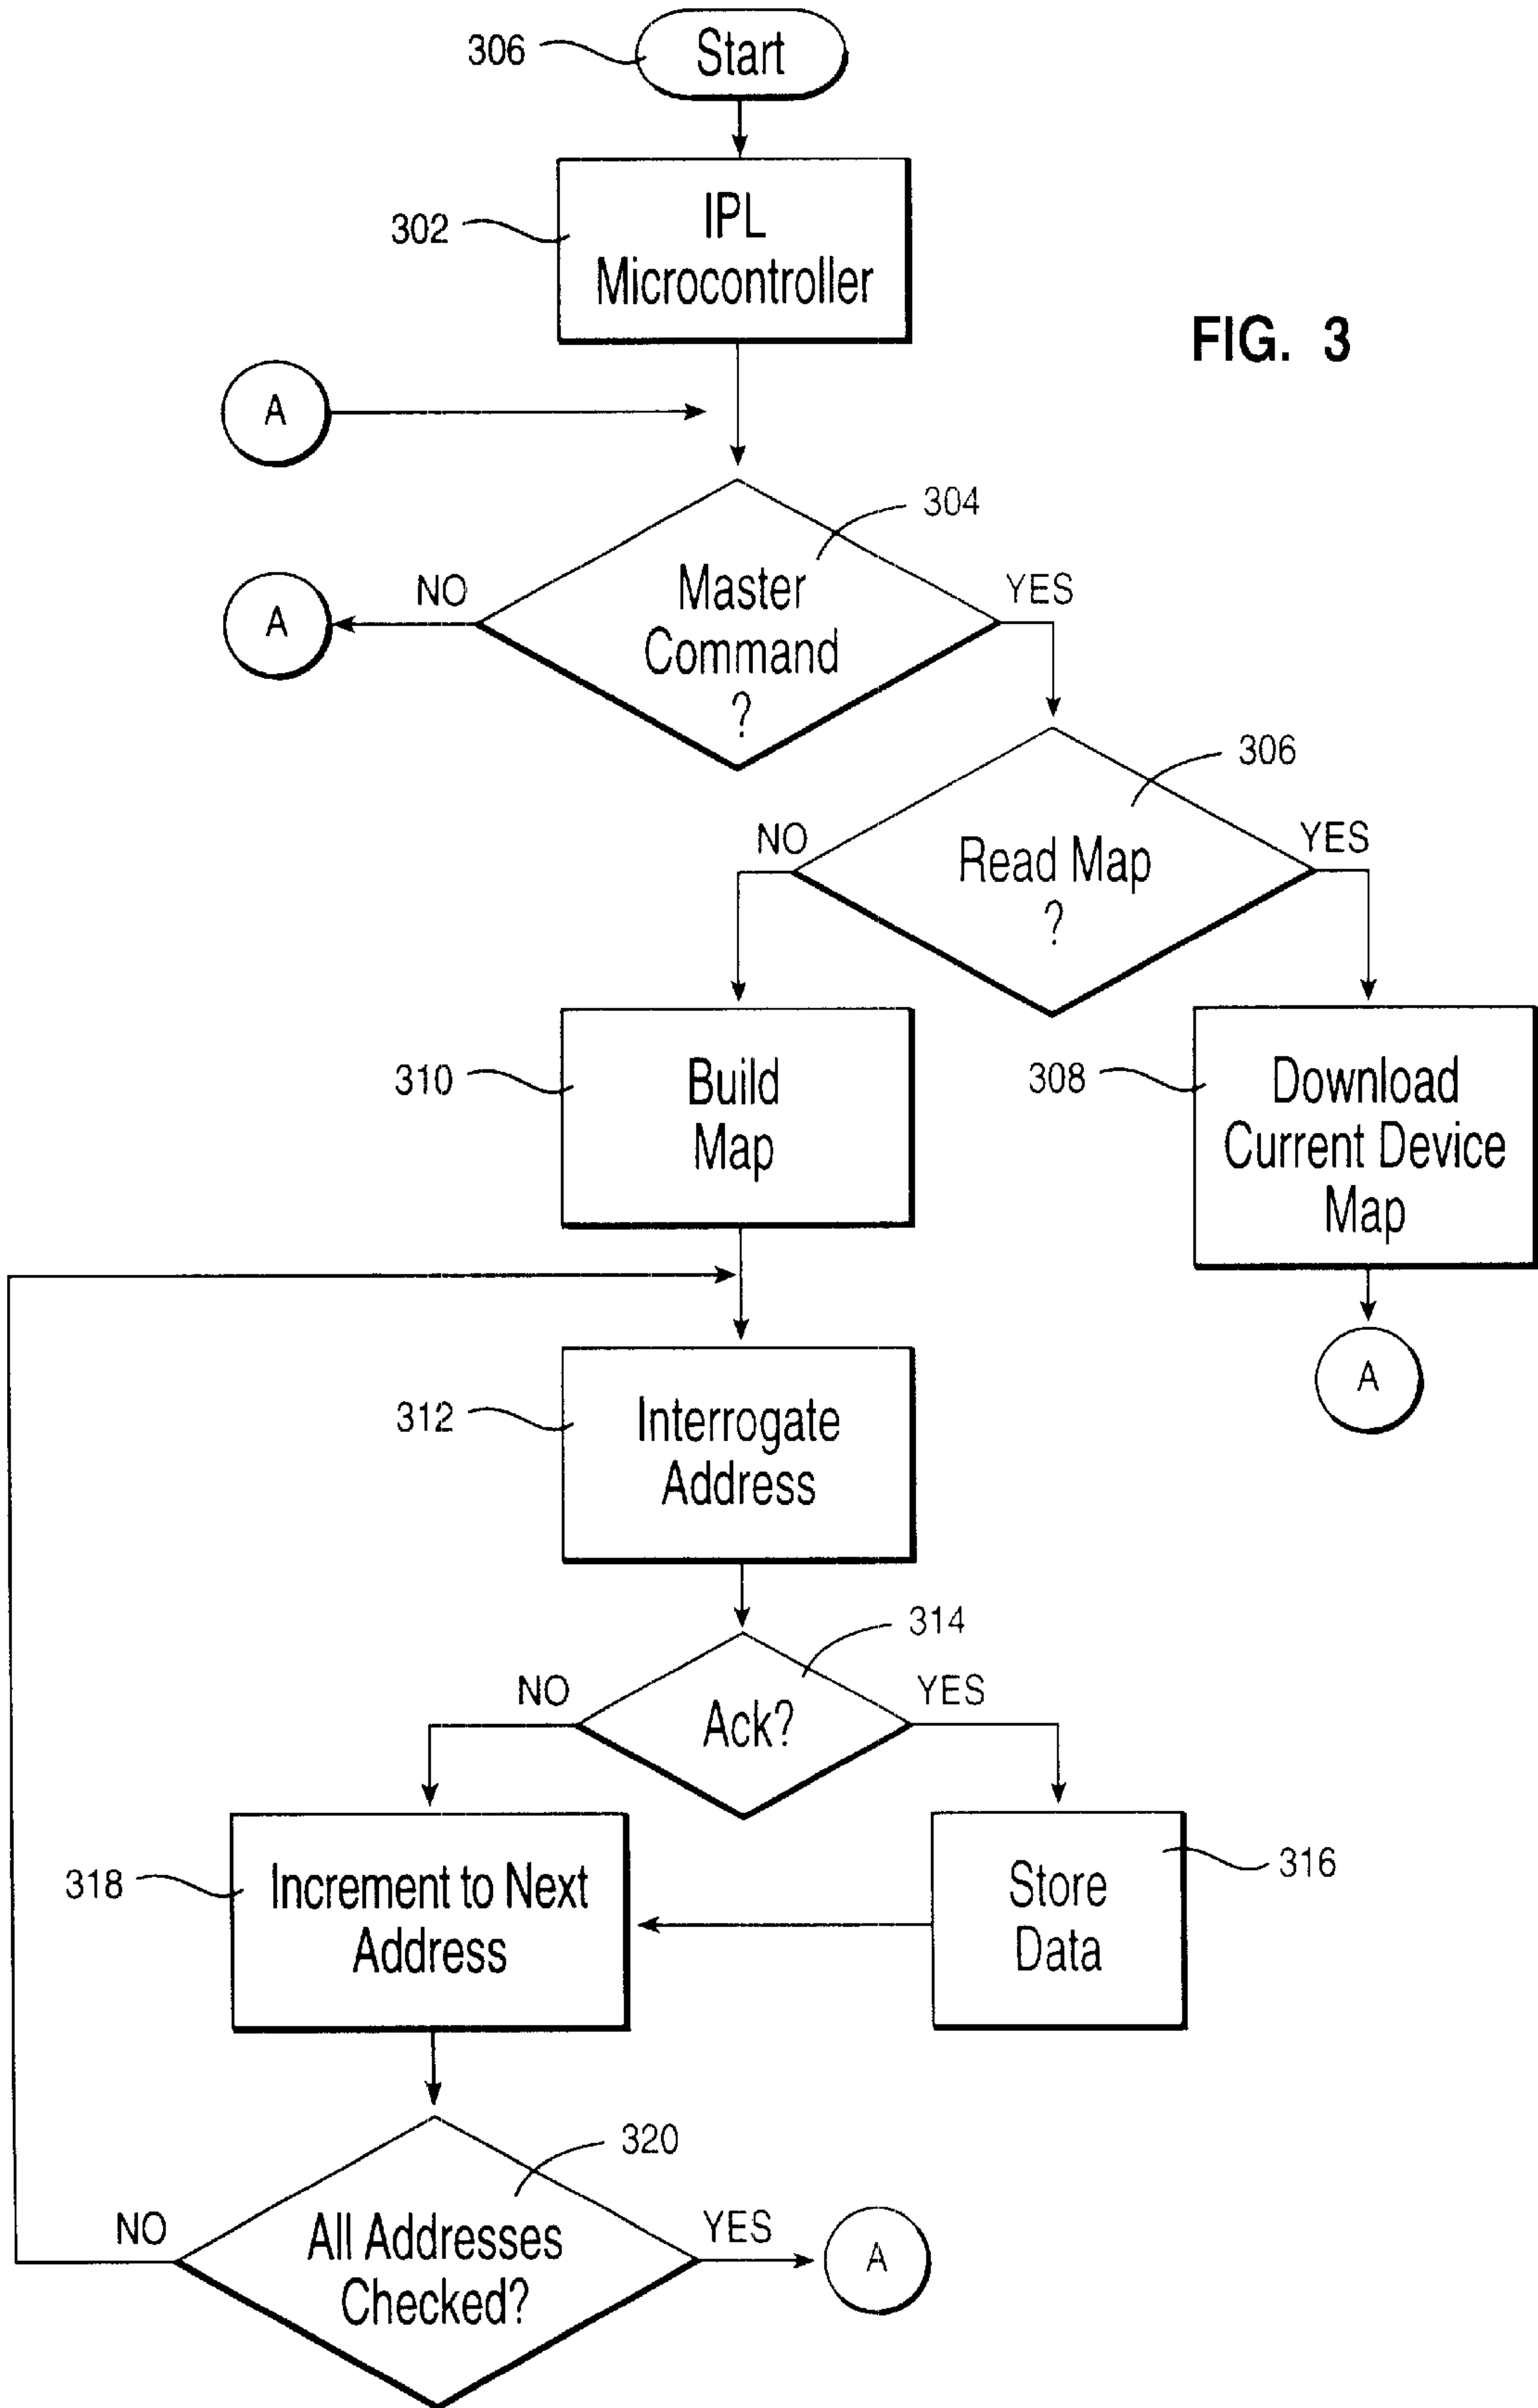 306
Start
302
IPL
Microcontroller
FIG. 3
A
304
A
NO
Master
Command
?
YES
306
NO
Read Map
?
YES
310
Build
Map
308
Download
Current Device
Map
A
312
Interrogate
Address
314
NO
Ack?
YES
318
Increment to Next
Address
Store
Data
316
320
NO
All Addresses
Checked?
YES
A